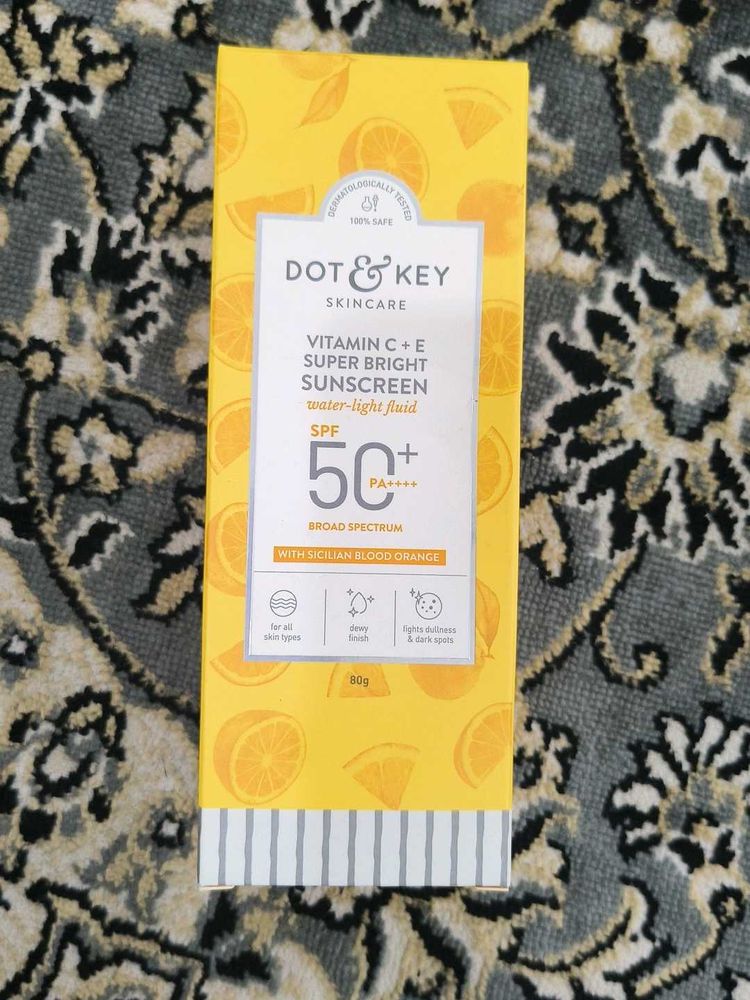 DERMATOLOGICALLY TESTED
100% SAFE
DOT & KEY
SKINCARE
VITAMIN C + E
SUPER BRIGHT
SUNSCREEN
water-light fluid
SPF
50+
PA++++
BROAD SPECTRUM
WITH SICILIAN BLOOD ORANGE
for all
skin types
dewy
finish
fights dullness
& dark spots
80g